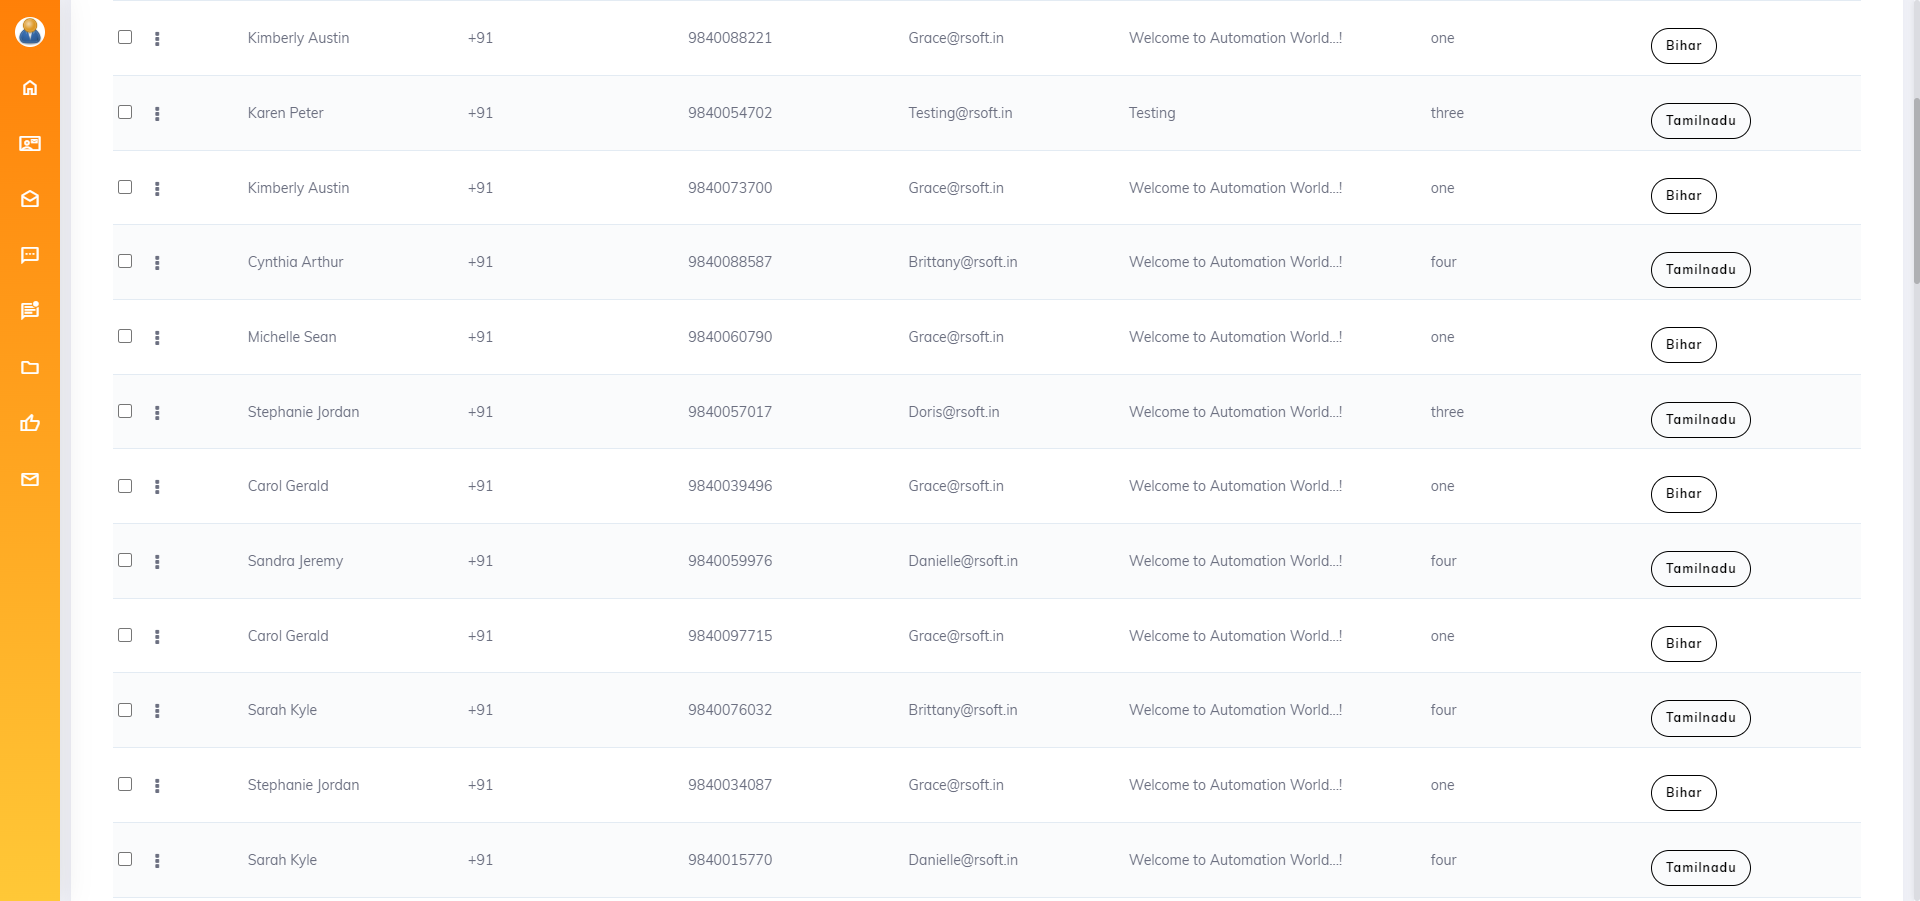 Kimberly Austin +91 9840088221 Grace@rsoft.in Welcome to Automation World...! one Bihar
Karen Peter +91 9840054702 Testing@rsoft.in Testing three Tamilnadu
Kimberly Austin +91 9840073700 Grace@rsoft.in Welcome to Automation World...! one Bihar
Cynthia Arthur +91 9840088587 Brittany@rsoft.in Welcome to Automation World...! four Tamilnadu
Michelle Sean +91 9840060790 Grace@rsoft.in Welcome to Automation World...! one Bihar
Stephanie Jordan +91 9840057017 Doris@rsoft.in Welcome to Automation World...! three Tamilnadu
Carol Gerald +91 9840039496 Grace@rsoft.in Welcome to Automation World...! one Bihar
Sandra Jeremy +91 9840059976 Danielle@rsoft.in Welcome to Automation World...! four Tamilnadu
Carol Gerald +91 9840097715 Grace@rsoft.in Welcome to Automation World...! one Bihar
Sarah Kyle +91 9840076032 Brittany@rsoft.in Welcome to Automation World...! four Tamilnadu
Stephanie Jordan +91 9840034087 Grace@rsoft.in Welcome to Automation World...! one Bihar
Sarah Kyle +91 9840015770 Danielle@rsoft.in Welcome to Automation World...! four Tamilnadu